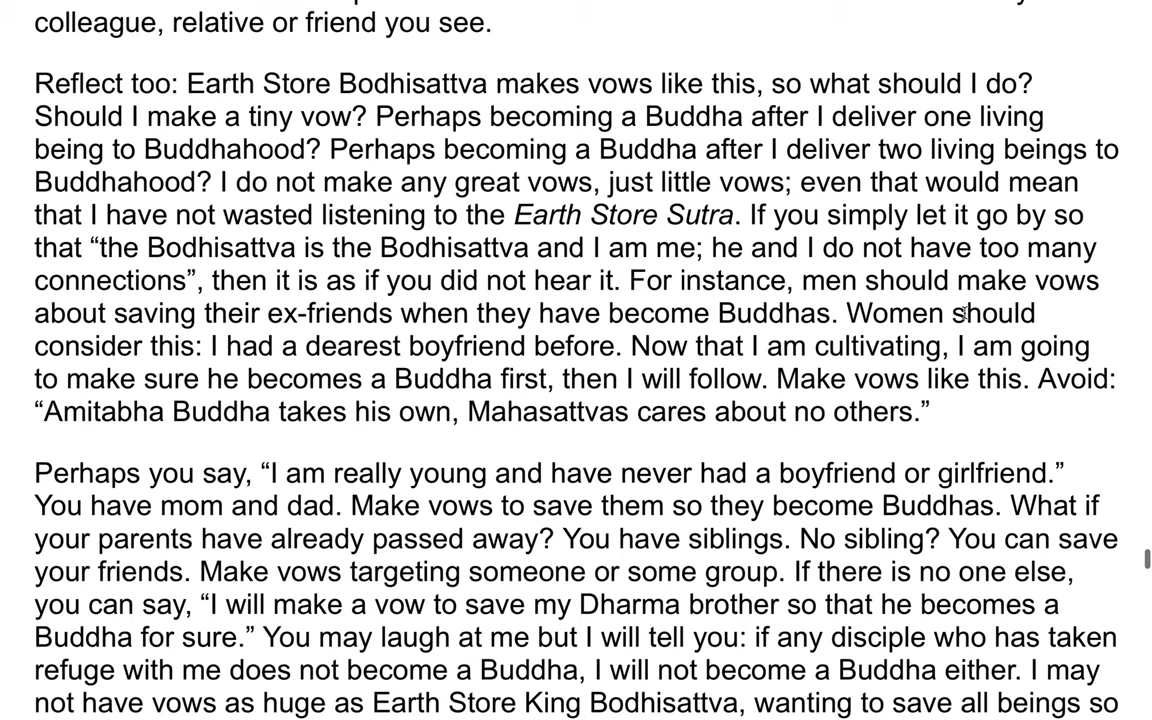 colleague, relative or friend you see.
Reflect too: Earth Store Bodhisattva makes vows like this, so what should I do?
Should I make a tiny vow? Perhaps becoming a Buddha after I deliver one living
being to Buddhahood? Perhaps becoming a Buddha after I deliver two living beings to
Buddhahood? I do not make any great vows, just little vows; even that would mean
that I have not wasted listening to the Earth Store Sutra. If you simply let it go by so
that “the Bodhisattva is the Bodhisattva and I am me; he and I do not have too many
connections”, then it is as if you did not hear it. For instance, men should make vows
about saving their ex-friends when they have become Buddhas. Women should
consider this: I had a dearest boyfriend before. Now that I am cultivating, I am going
to make sure he becomes a Buddha first, then I will follow. Make vows like this. Avoid:
“Amitabha Buddha takes his own, Mahasattvas cares about no others.”
Perhaps you say, “I am really young and have never had a boyfriend or girlfriend.”
You have mom and dad. Make vows to save them so they become Buddhas. What if
your parents have already passed away? You have siblings. No sibling? You can save
your friends. Make vows targeting someone or some group. If there is no one else,
you can say, “I will make a vow to save my Dharma brother so that he becomes a
Buddha for sure.” You may laugh at me but I will tell you: if any disciple who has taken
refuge with me does not become a Buddha, I will not become a Buddha either. I may
not have vows as huge as Earth Store King Bodhisattva, wanting to save all beings so